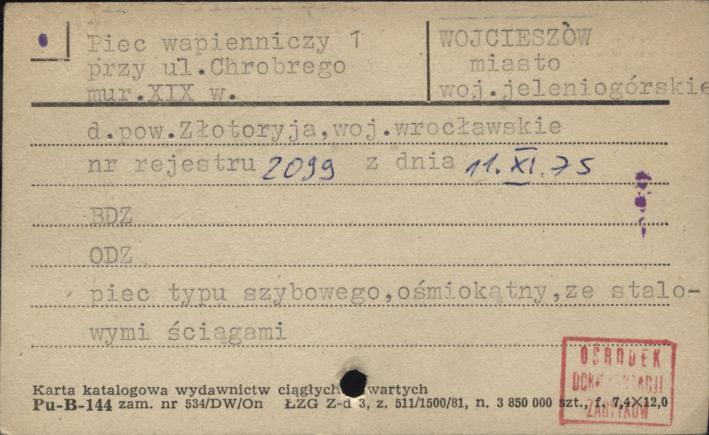 Piec wapienniczy 1
przy ul.Chrobrego
mur.XIX w.
WOJCIESZÓW
miasto
woj.jeleniogórskie
d.pow.Złotoryja,woj.wrocławskie
nr rejestru 2099 z dnia 11.XI.75
BDZ
ODZ
piec typu szybowego,ośmiokątny,ze stalo-
wymi ściągami
OŚRODEK
DOKUMENTACJI
ZABYTKÓW
Karta katalogowa wydawnictw ciągłych otwartych
Pu-B-144 zam. nr 534/DW/On ŁZG Z-d 3, z. 511/1500/81, n. 3 850 000 szt., f. 7,4×12,0